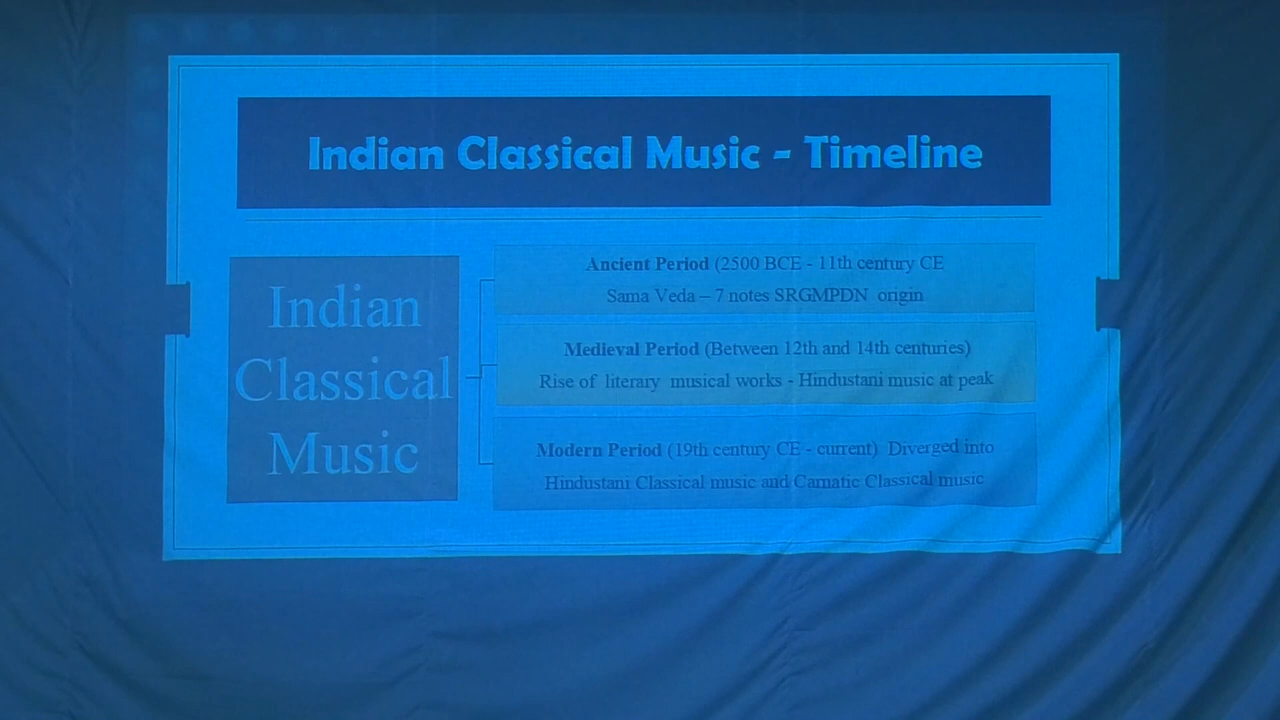 Indian Classical Music - Timeline
Indian
Classical
Music
Ancient Period (2500 BCE - 11th century CE
Sama Veda – 7 notes SRGMPDN origin
Medieval Period (Between 12th and 14th centuries)
Rise of literary musical works - Hindustani music at peak
Modern Period (19th century CE - current) Diverged into
Hindustani Classical music and Carnatic Classical music